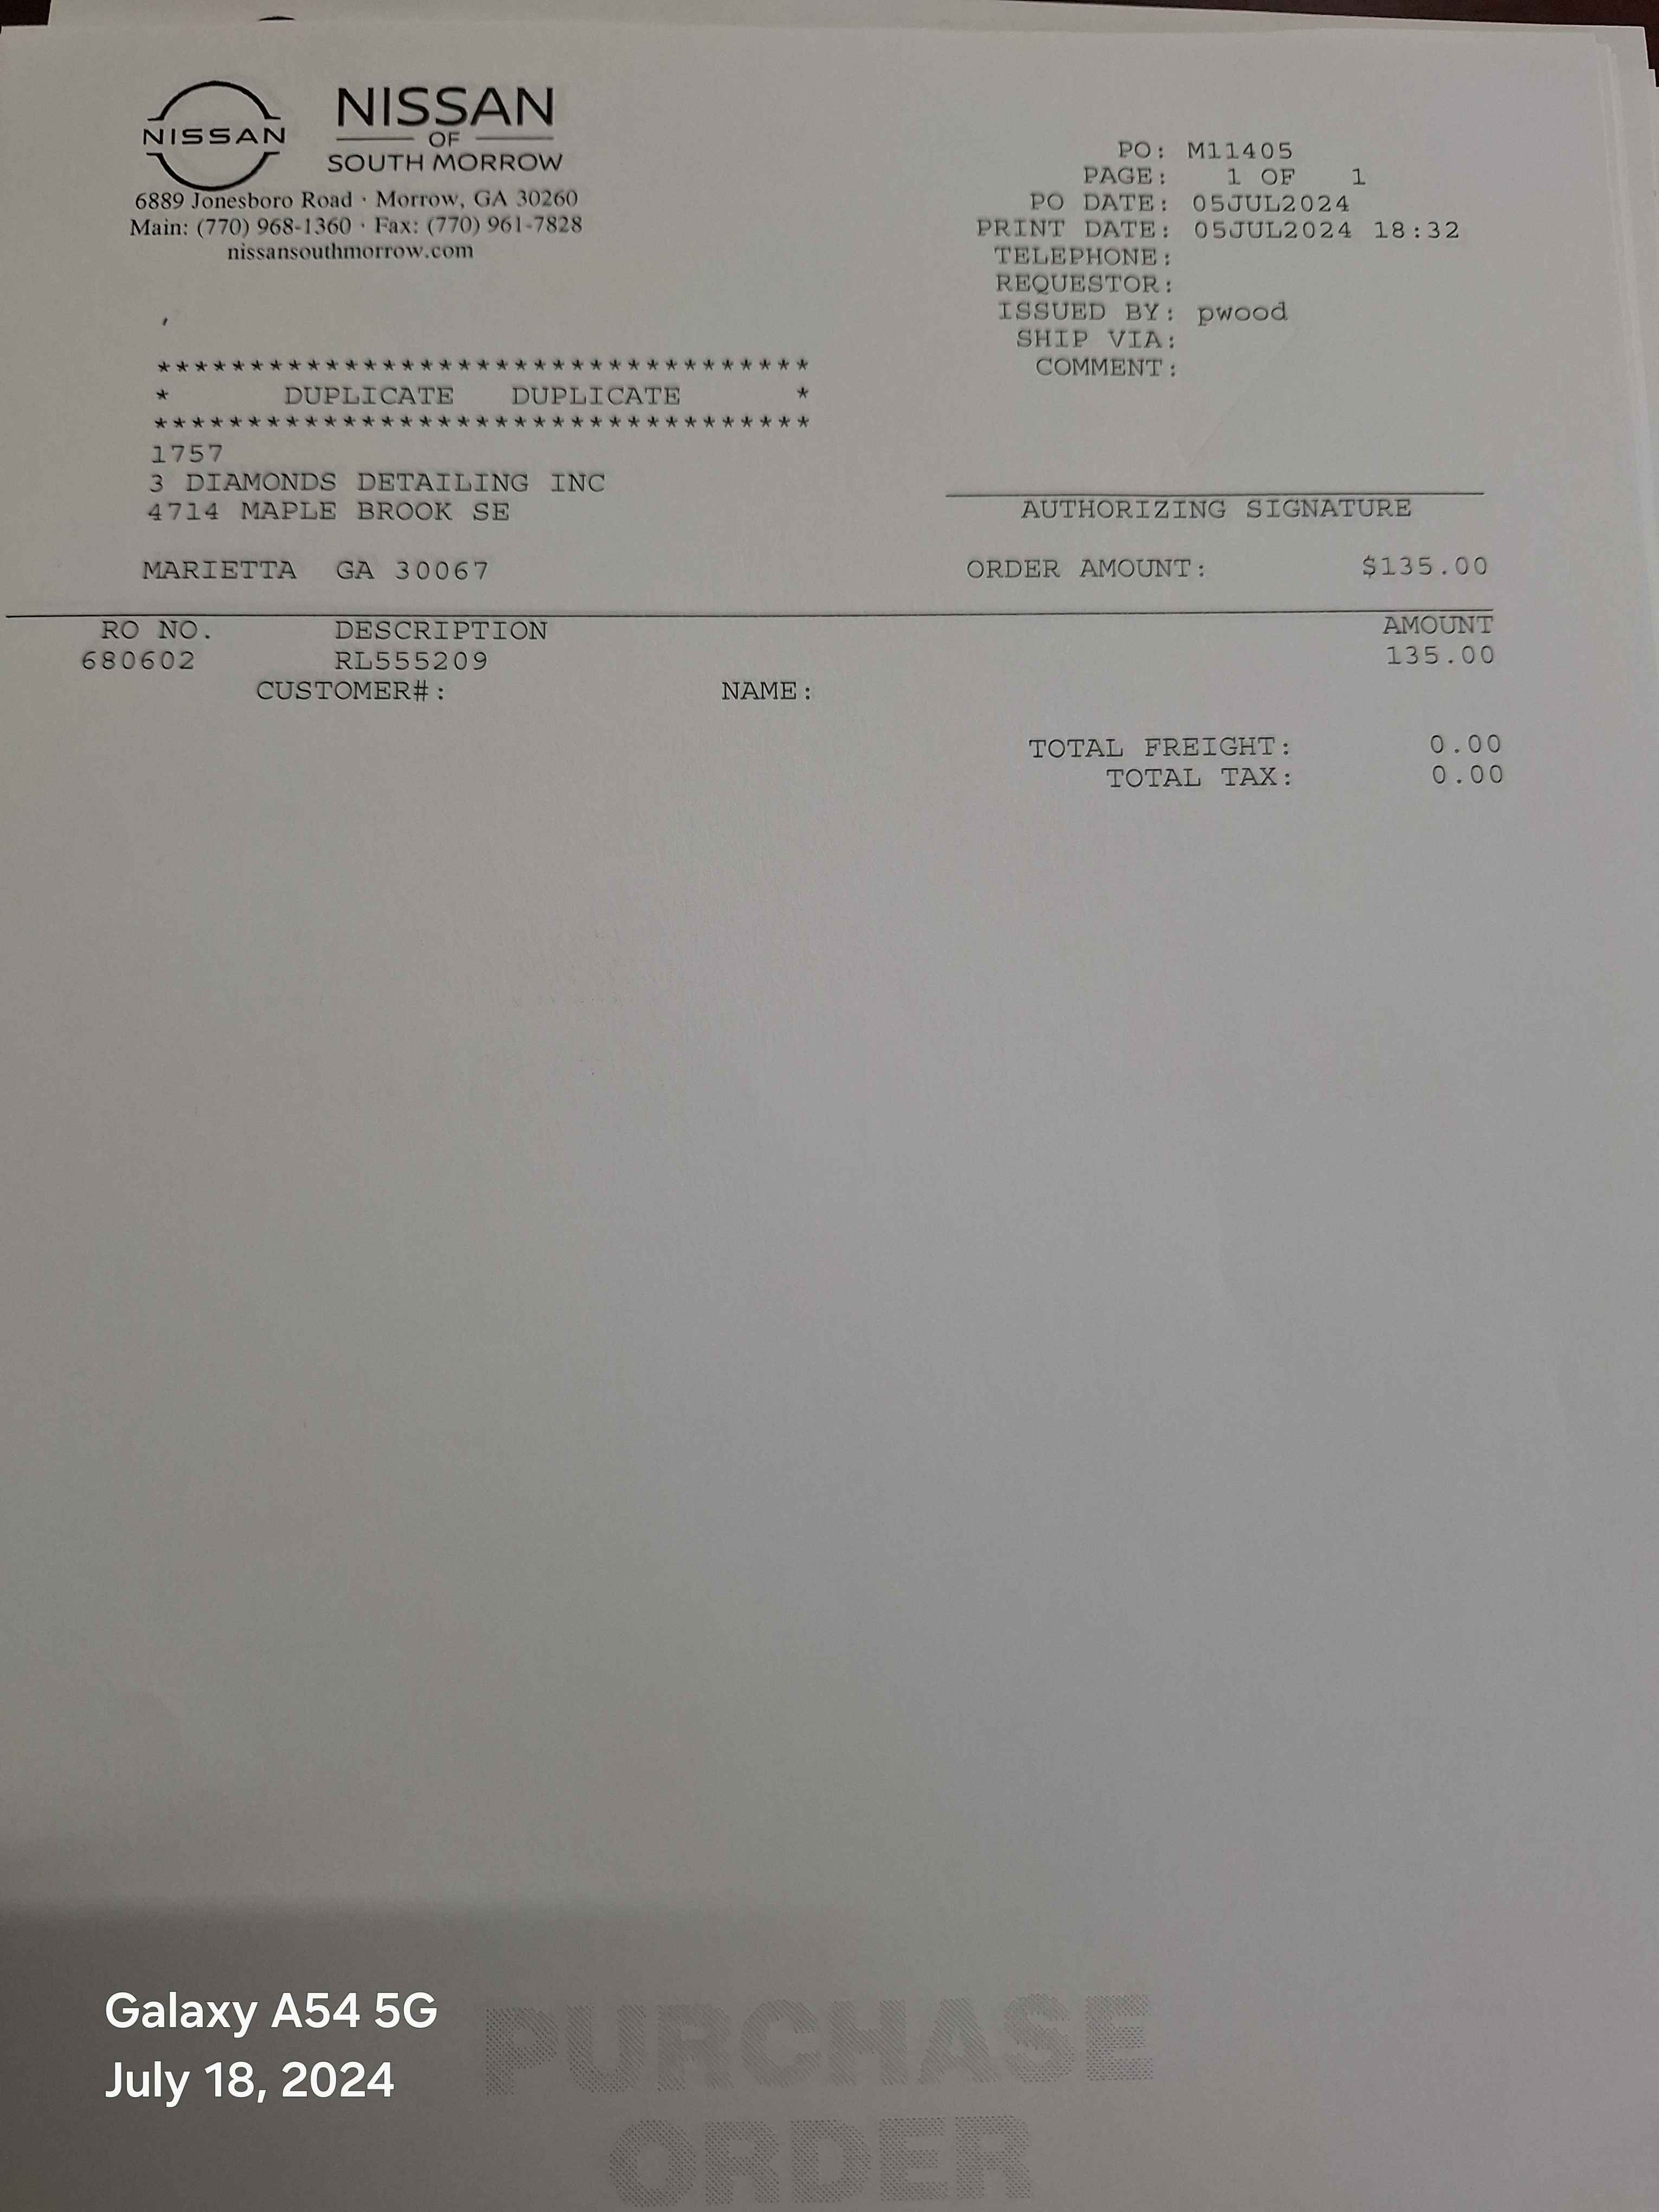 NISSAN
NISSAN
OF
SOUTH MORROW
6889 Jonesboro Road · Morrow, GA 30260
Main: (770) 968-1360 · Fax: (770) 961-7828
nissansouthmorrow.com
PO: M11405
PAGE: 1 OF 1
PO DATE: 05JUL2024
PRINT DATE: 05JUL2024 18:32
TELEPHONE:
REQUESTOR:
ISSUED BY: pwood
SHIP VIA:
COMMENT:
,
***********************************
* DUPLICATE DUPLICATE *
***********************************
1757
3 DIAMONDS DETAILING INC
4714 MAPLE BROOK SE
MARIETTA GA 30067
AUTHORIZING SIGNATURE
ORDER AMOUNT: $135.00
RO NO. DESCRIPTION AMOUNT
680602 RL555209 135.00
CUSTOMER#: NAME:
TOTAL FREIGHT: 0.00
TOTAL TAX: 0.00
PURCHASE
ORDER
Galaxy A54 5G
July 18, 2024